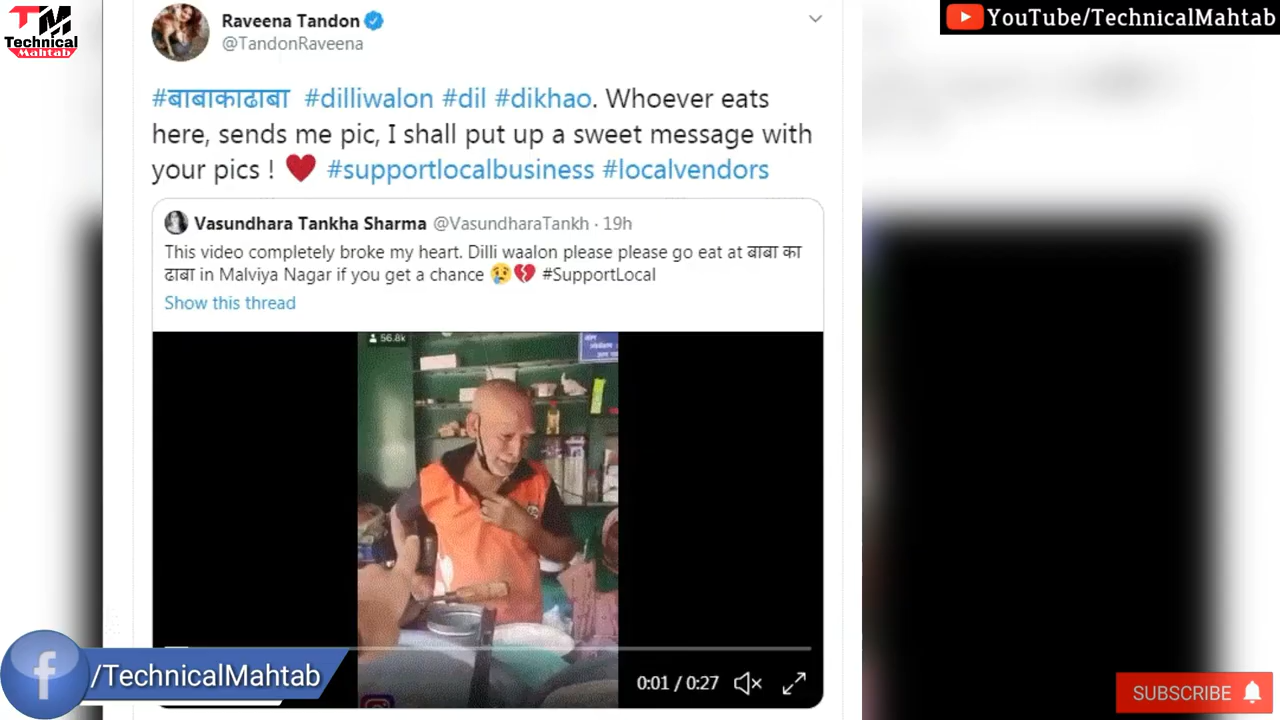 TM
Technical
Mahtab
YouTube/TechnicalMahtab
Raveena Tandon
@TandonRaveena
#बाबाकाढाबा #dilliwalon #dil #dikhao. Whoever eats
here, sends me pic, I shall put up a sweet message with
your pics ! ♥ #supportlocalbusiness #localvendors
Vasundhara Tankha Sharma @VasundharaTankh · 19h
This video completely broke my heart. Dilli waalon please please go eat at बाबा का
ढाबा in Malviya Nagar if you get a chance 😢💔 #SupportLocal
Show this thread
56.8k
0:01 / 0:27
f /TechnicalMahtab
SUBSCRIBE